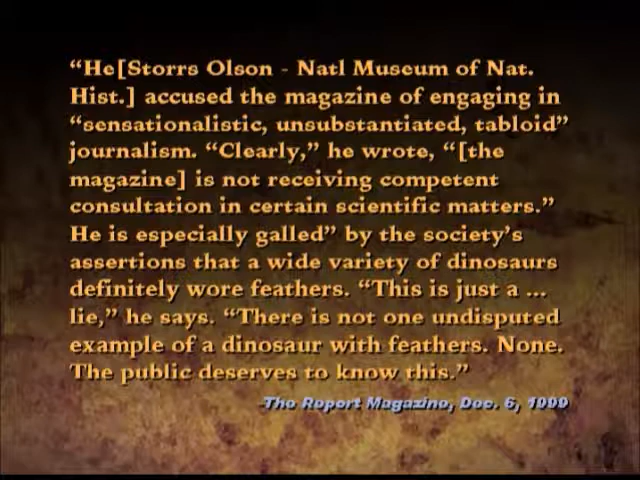 “He[Storrs Olson - Natl Museum of Nat.
Hist.] accused the magazine of engaging in
“sensationalistic, unsubstantiated, tabloid”
journalism. “Clearly,” he wrote, “[the
magazine] is not receiving competent
consultation in certain scientific matters.”
He is especially galled” by the society’s
assertions that a wide variety of dinosaurs
definitely wore feathers. “This is just a ...
lie,” he says. “There is not one undisputed
example of a dinosaur with feathers. None.
The public deserves to know this.”
The Report Magazine, Dec. 6, 1999